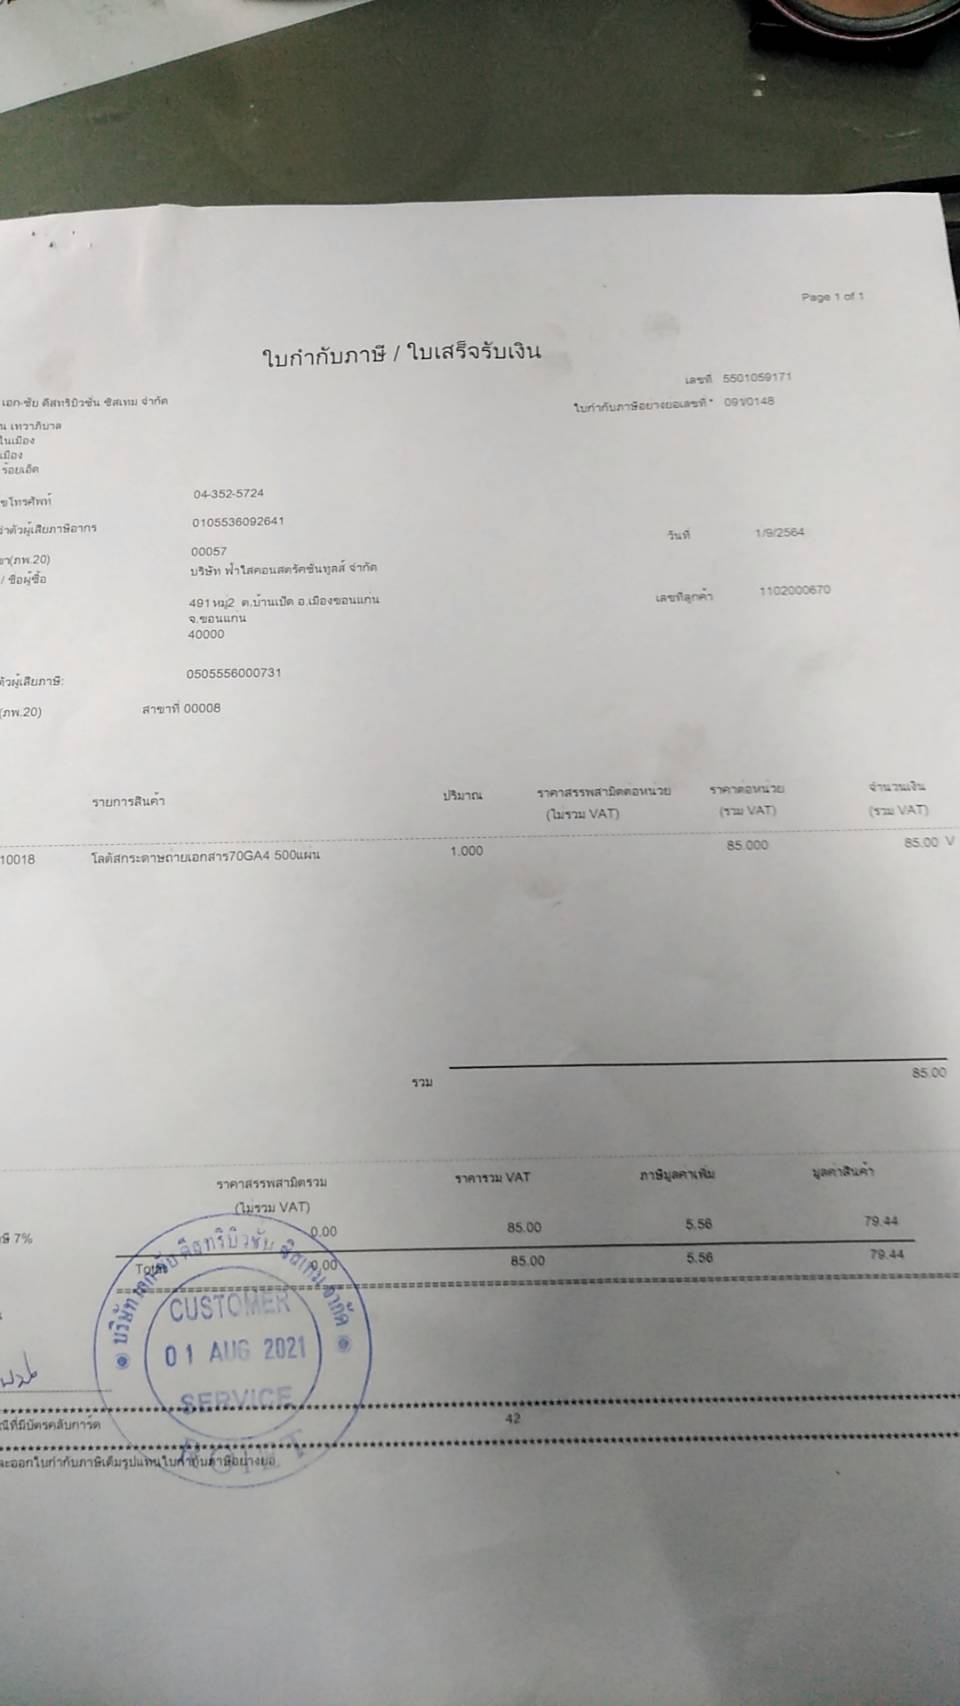 Page 1 of 1
ใบกำกับภาษี / ใบเสร็จรับเงิน
เลขที่ 5501059171
เอก-ชัย ดีสทริบิวชั่น ซิสเทม จำกัด
ใบกำกับภาษีอย่างย่อเลขที่ * 091/0148
น เทวาภิบาล
ในเมือง
เมือง
ร้อยเอ็ด
ขโทรศัพท์ 04-352-5724
ำตัวผู้เสียภาษีอากร 0105536092641
วันที่ 1/9/2564
ขา(ภพ.20) 00057
/ ชื่อผู้ซื้อ บริษัท ฟ้าใสคอนสตรัคชั่นทูลส์ จำกัด
เลขที่ลูกค้า 1102000670
491 หมู่2 ต.บ้านเป็ด อ.เมืองขอนแก่น
จ.ขอนแก่น
40000
ตัวผู้เสียภาษี: 0505556000731
(ภพ.20) สาขาที่ 00008
รายการสินค้า ปริมาณ ราคาสรรพสามิตต่อหน่วย ราคาต่อหน่วย จำนวนเงิน
(ไม่รวม VAT) (รวม VAT) (รวม VAT)
10018 โลตัสกระดาษถ่ายเอกสาร70GA4 500แผ่น 1.000 85.000 85.00 V
รวม 85.00
ราคาสรรพสามิตรวม ราคารวม VAT ภาษีมูลค่าเพิ่ม มูลค่าสินค้า
(ไม่รวม VAT)
ษี 7% 0.00 85.00 5.56 79.44
Total 0.00 85.00 5.56 79.44
บริษัท เอก-ชัย ดีสทริบิวชั่น ซิสเทม จำกัด
CUSTOMER
01 AUG 2021
SERVICE
ROIET
ณีที่มีบัตรคลับการ์ด 42
ละออกใบกำกับภาษีเต็มรูปแทนใบกำกับภาษีอย่างย่อ